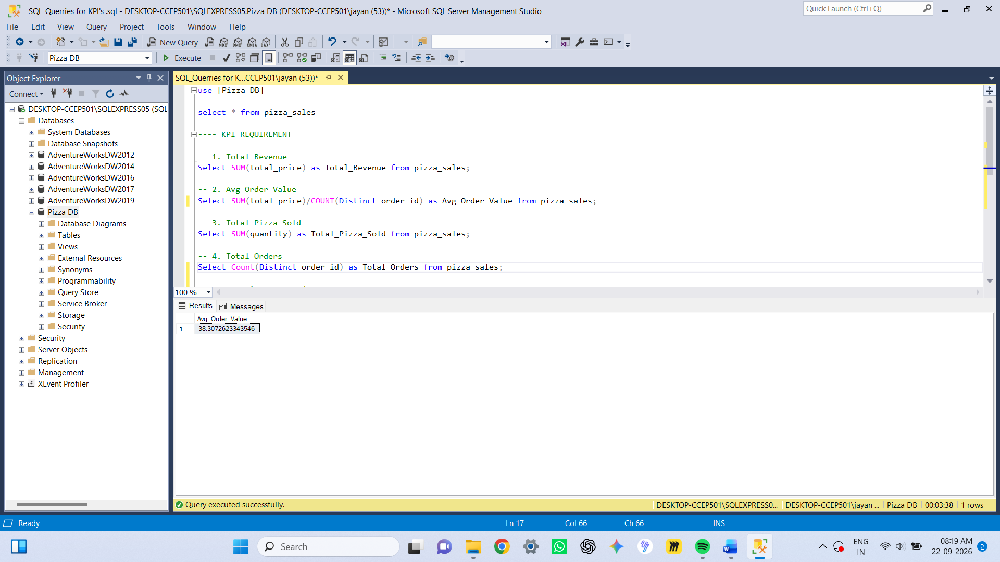 SQL_Querries for KPI's .sql - DESKTOP-CCEP501\SQLEXPRESS05.Pizza DB (DESKTOP-CCEP501\jayan (53))* - Microsoft SQL Server Management Studio
Quick Launch (Ctrl+Q)
File Edit View Query Project Tools Window Help
New Query MDX DMX XMLA DAX
Pizza DB Execute
Object Explorer
SQL_Querries for K...CCEP501\jayan (53))*
Connect
DESKTOP-CCEP501\SQLEXPRESS05 (SQL
Databases
System Databases
Database Snapshots
AdventureWorksDW2012
AdventureWorksDW2014
AdventureWorksDW2016
AdventureWorksDW2017
AdventureWorksDW2019
Pizza DB
Database Diagrams
Tables
Views
External Resources
Synonyms
Programmability
Query Store
Service Broker
Storage
Security
Security
Server Objects
Replication
Management
XEvent Profiler
use [Pizza DB]
select * from pizza_sales
---- KPI REQUIREMENT
-- 1. Total Revenue
Select SUM(total_price) as Total_Revenue from pizza_sales;
-- 2. Avg Order Value
Select SUM(total_price)/COUNT(Distinct order_id) as Avg_Order_Value from pizza_sales;
-- 3. Total Pizza Sold
Select SUM(quantity) as Total_Pizza_Sold from pizza_sales;
-- 4. Total Orders
Select Count(Distinct order_id) as Total_Orders from pizza_sales;
100 %
Results Messages
Avg_Order_Value
1 38.3072623343546
Query executed successfully.
DESKTOP-CCEP501\SQLEXPRESS0... DESKTOP-CCEP501\jayan ... Pizza DB 00:03:38 1 rows
Ready Ln 17 Col 66 Ch 66 INS
Search
ENG
IN
08:19 AM
22-09-2026
2